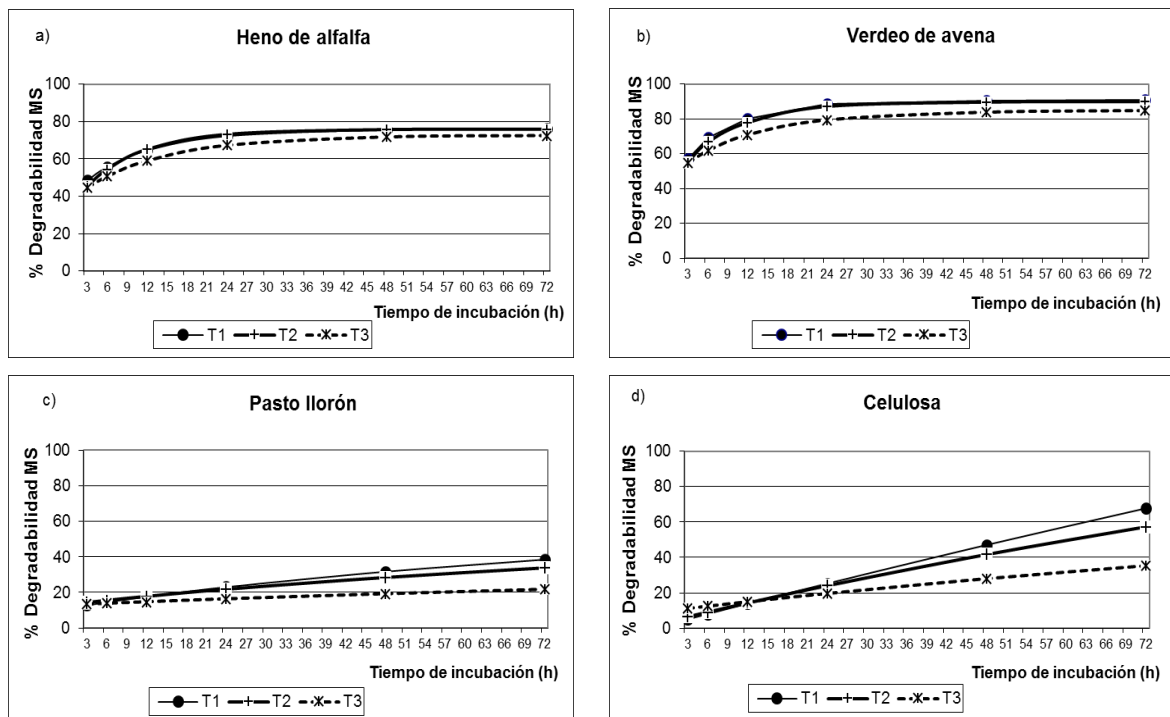 a)
Heno de alfalfa
% Degradabilidad MS
100
80
60
40
20
0
3 6 9 12 15 18 21 24 27 30 33 36 39 42 45 48 51 54 57 60 63 66 69 72
Tiempo de incubación (h)
T1 T2 T3
b)
Verdeo de avena
% Degradabilidad MS
100
80
60
40
20
0
3 6 9 12 15 18 21 24 27 30 33 36 39 42 45 48 51 54 57 60 63 66 69 72
Tiempo de incubación (h)
T1 T2 T3
c)
Pasto llorón
% Degradabilidad MS
100
80
60
40
20
0
3 6 9 12 15 18 21 24 27 30 33 36 39 42 45 48 51 54 57 60 63 66 69 72
Tiempo de incubación (h)
T1 T2 T3
d)
Celulosa
% Degradabilidad MS
100
80
60
40
20
0
3 6 9 12 15 18 21 24 27 30 33 36 39 42 45 48 51 54 57 60 63 66 69 72
Tiempo de incubación (h)
T1 T2 T3